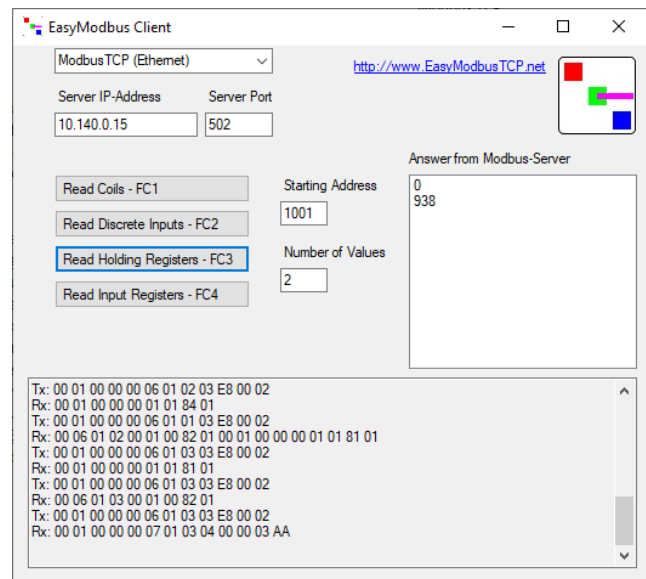 EasyModbus Client
ModbusTCP (Ethernet)
http://www.EasyModbusTCP.net
Server IP-Address
Server Port
10.140.0.15
502
Answer from Modbus-Server
Read Coils - FC1
Starting Address
0
1001
938
Read Discrete Inputs - FC2
Read Holding Registers - FC3
Number of Values
2
Read Input Registers - FC4
Tx: 00 01 00 00 00 06 01 02 03 E8 00 02
Rx: 00 01 00 00 00 01 01 84 01
Tx: 00 01 00 00 00 06 01 01 03 E8 00 02
Rx: 00 06 01 02 00 01 00 82 01 00 01 00 00 00 01 01 81 01
Tx: 00 01 00 00 00 06 01 03 03 E8 00 02
Rx: 00 01 00 00 00 01 01 81 01
Tx: 00 01 00 00 00 06 01 03 03 E8 00 02
Rx: 00 06 01 03 00 01 00 82 01
Tx: 00 01 00 00 00 06 01 03 03 E8 00 02
Rx: 00 01 00 00 00 07 01 03 04 00 00 03 AA